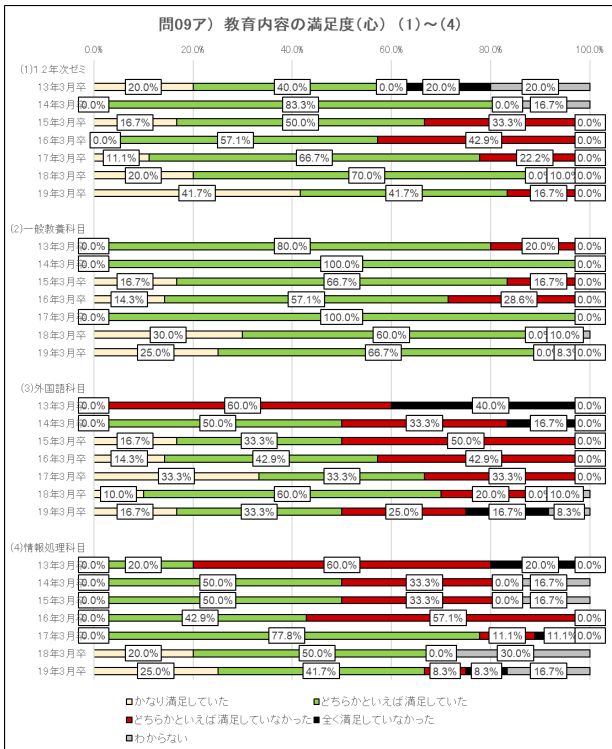 問09ア) 教育内容の満足度(心) (1)～(4)
0.0% 20.0% 40.0% 60.0% 80.0% 100.0%
(1)12年次ゼミ
13年3月卒 20.0% 40.0% 0.0% 20.0% 20.0%
14年3月卒 0.0% 83.3% 0.0% 16.7%
15年3月卒 16.7% 50.0% 33.3% 0.0%
16年3月卒 0.0% 57.1% 42.9% 0.0%
17年3月卒 11.1% 66.7% 22.2% 0.0%
18年3月卒 20.0% 70.0% 0.0% 10.0% 0.0%
19年3月卒 41.7% 41.7% 16.7% 0.0%
(2)一般教養科目
13年3月 0.0% 80.0% 20.0% 0.0%
14年3月 0.0% 100.0% 0.0%
15年3月卒 16.7% 66.7% 16.7% 0.0%
16年3月卒 14.3% 57.1% 28.6% 0.0%
17年3月 0.0% 100.0% 0.0%
18年3月卒 30.0% 60.0% 0.0% 10.0%
19年3月卒 25.0% 66.7% 0.0% 8.3% 0.0%
(3)外国語科目
13年3月 0.0% 60.0% 40.0% 0.0%
14年3月 0.0% 50.0% 33.3% 16.7% 0.0%
15年3月卒 16.7% 33.3% 50.0% 0.0%
16年3月卒 14.3% 42.9% 42.9% 0.0%
17年3月卒 33.3% 33.3% 33.3% 0.0%
18年3月卒 10.0% 60.0% 20.0% 0.0% 10.0%
19年3月卒 16.7% 33.3% 25.0% 16.7% 8.3%
(4)情報処理科目
13年3月 0.0% 20.0% 60.0% 20.0% 0.0%
14年3月 0.0% 50.0% 33.3% 0.0% 16.7%
15年3月 0.0% 50.0% 33.3% 0.0% 16.7%
16年3月 0.0% 42.9% 57.1% 0.0%
17年3月 0.0% 77.8% 11.1% 11.1% 0.0%
18年3月卒 20.0% 50.0% 0.0% 30.0%
19年3月卒 25.0% 41.7% 8.3% 8.3% 16.7%
かなり満足していた どちらかといえば満足していた
どちらかといえば満足していなかった 全く満足していなかった
わからない